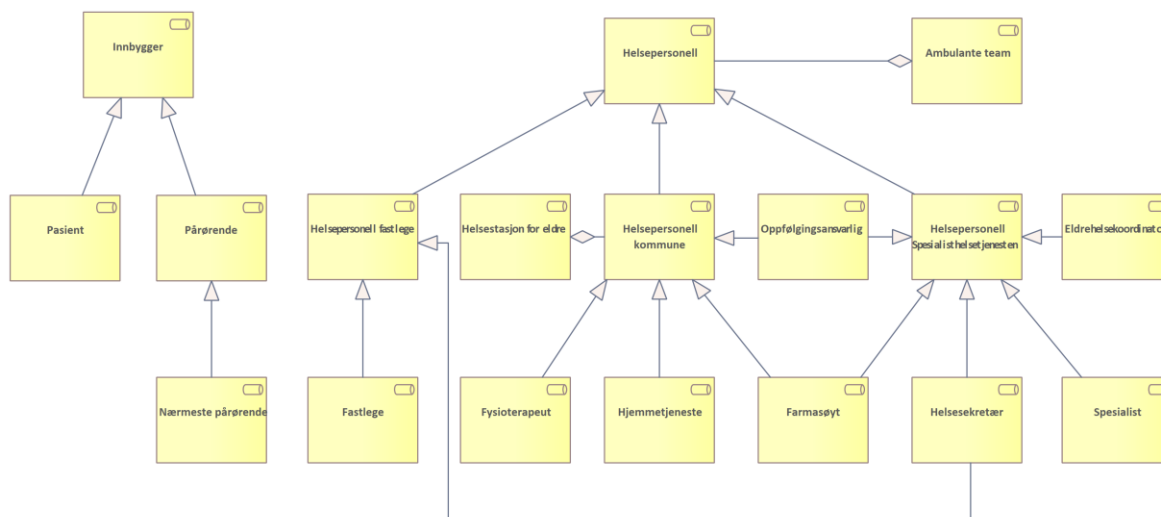 Innbygger
Helsepersonell
Ambulante team
Pasient
Pårørende
Helsepersonell fastlege
Helsestasjon for eldre
Helsepersonell
kommune
Oppfølgingsansvarlig
Helsepersonell
Spesialisthelsetjenesten
Eldrehelsekoordinato
Nærmeste pårørende
Fastlege
Fysioterapeut
Hjemmetjeneste
Farmasøyt
Helsesekretær
Spesialist